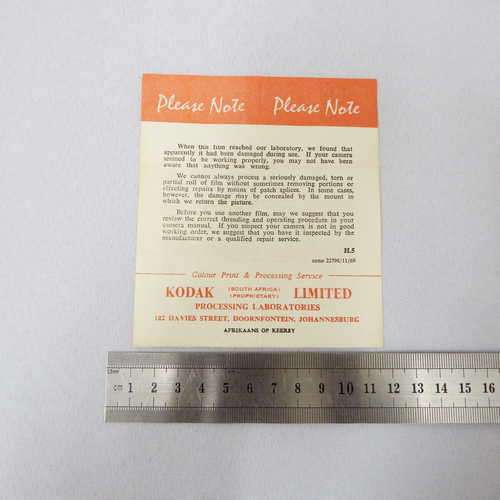 Please Note Please Note
When this film reached our laboratory, we found that
apparently it had been damaged during use. If your camera
seemed to be working properly, you may not have been
aware that anything was wrong.
We cannot always process a seriously damaged, torn or
partial roll of film without sometimes removing portions or
effecting repairs by means of patch splices. In some cases,
however, the damage may be concealed by the mount in
which we return the picture.
Before you use another film, may we suggest that you
review the correct threading and operating procedure in your
camera manual. If you suspect your camera is not in good
working order, we suggest that you have it inspected by the
manufacturer or a qualified repair service.
H.5
Colour Print & Processing Service
KODAK (SOUTH AFRICA) (PROPRIETARY) LIMITED
PROCESSING LABORATORIES
182 DAVIES STREET, DOORNFONTEIN, JOHANNESBURG
AFRIKAANS OP KEERSY
cm 1 2 3 4 5 6 7 8 9 10 11 12 13 14 15 16